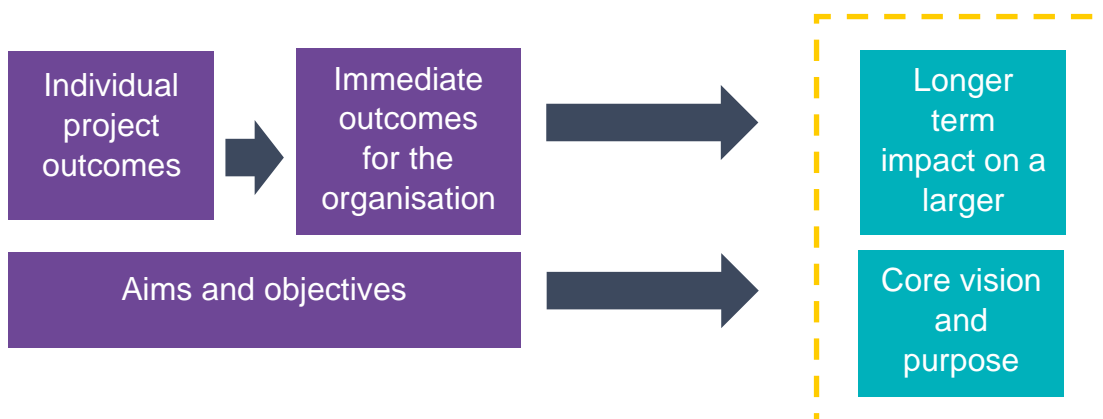 Individual
project
outcomes
Immediate
outcomes
for the
organisation
Longer
term
impact on a
larger
Aims and objectives
Core vision
and
purpose